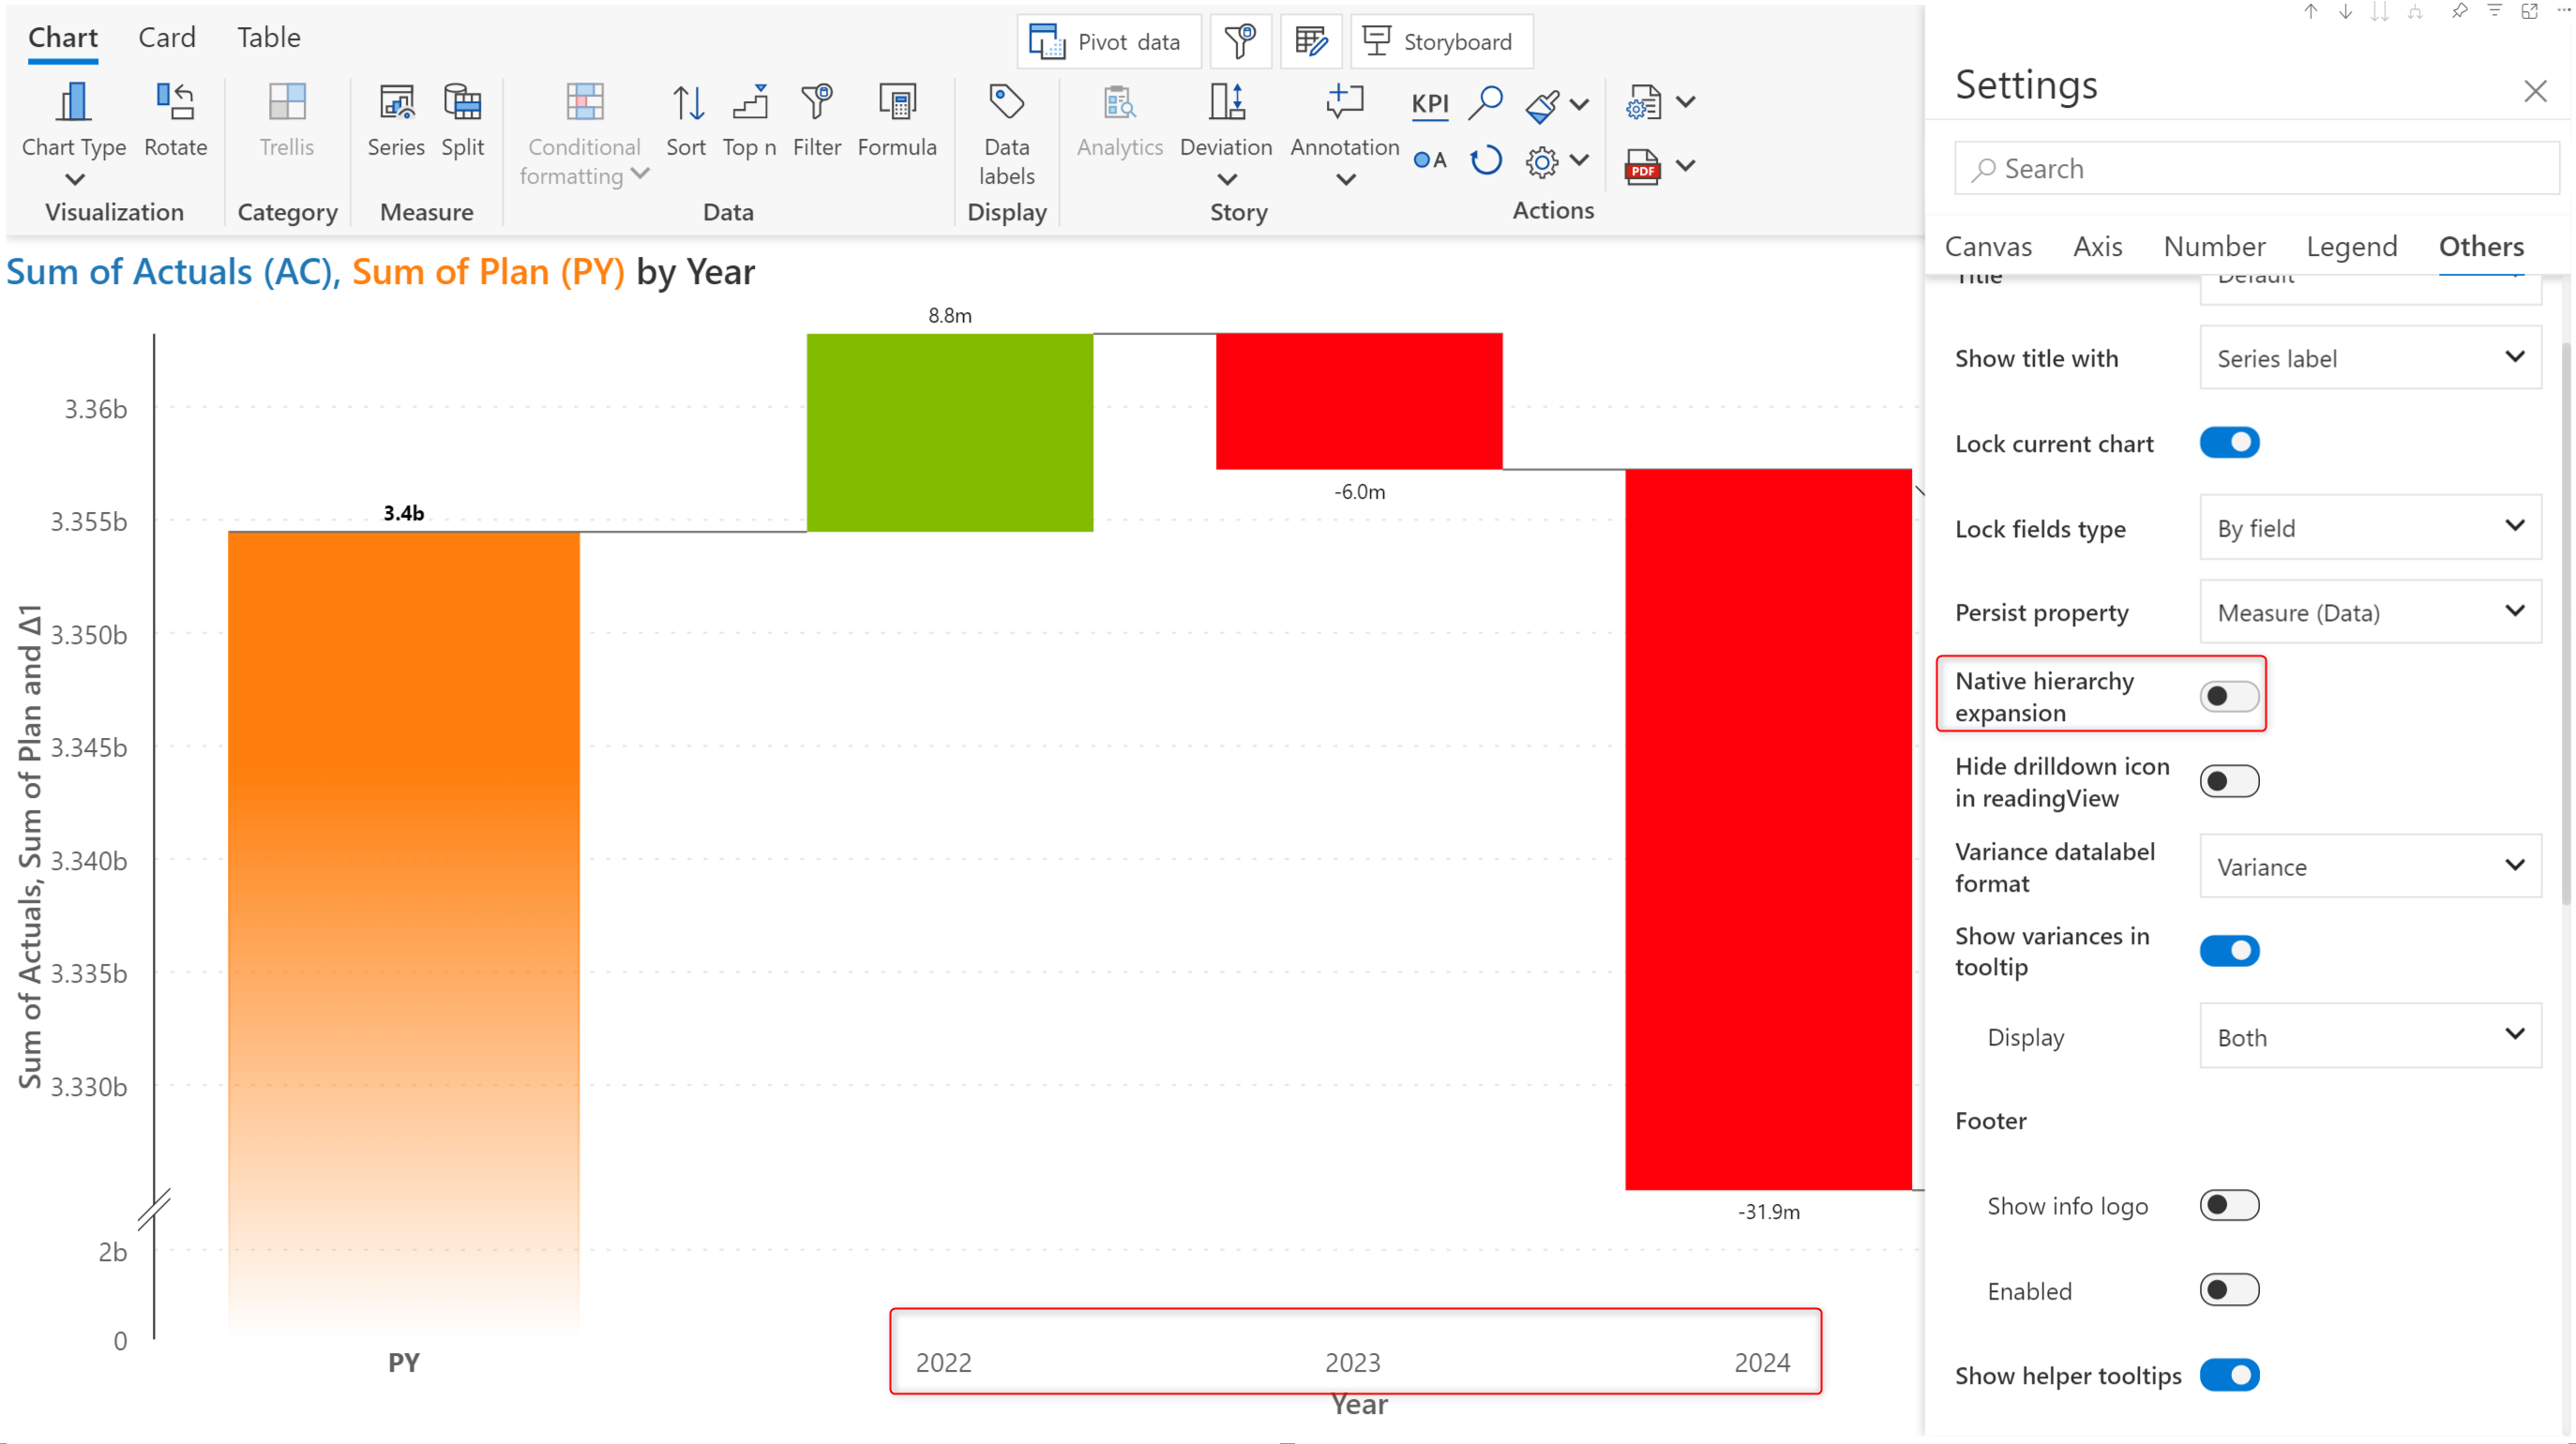 Chart Card Table
Pivot data
Storyboard
Chart Type Rotate
Trellis
Series Split
Conditional formatting
Sort Top n Filter Formula
Data labels
Analytics Deviation Annotation
KPI
A
PDF
Visualization Category Measure Data Display Story Actions
Sum of Actuals (AC), Sum of Plan (PY) by Year
Sum of Actuals, Sum of Plan and Δ1
3.36b
3.355b
3.350b
3.345b
3.340b
3.335b
3.330b
2b
0
3.4b
8.8m
-6.0m
-31.9m
PY
2022
2023
2024
Year
Settings
Search
Canvas Axis Number Legend Others
Title Default
Show title with Series label
Lock current chart
Lock fields type By field
Persist property Measure (Data)
Native hierarchy
expansion
Hide drilldown icon
in readingView
Variance datalabel
format
Variance
Show variances in
tooltip
Display Both
Footer
Show info logo
Enabled
Show helper tooltips